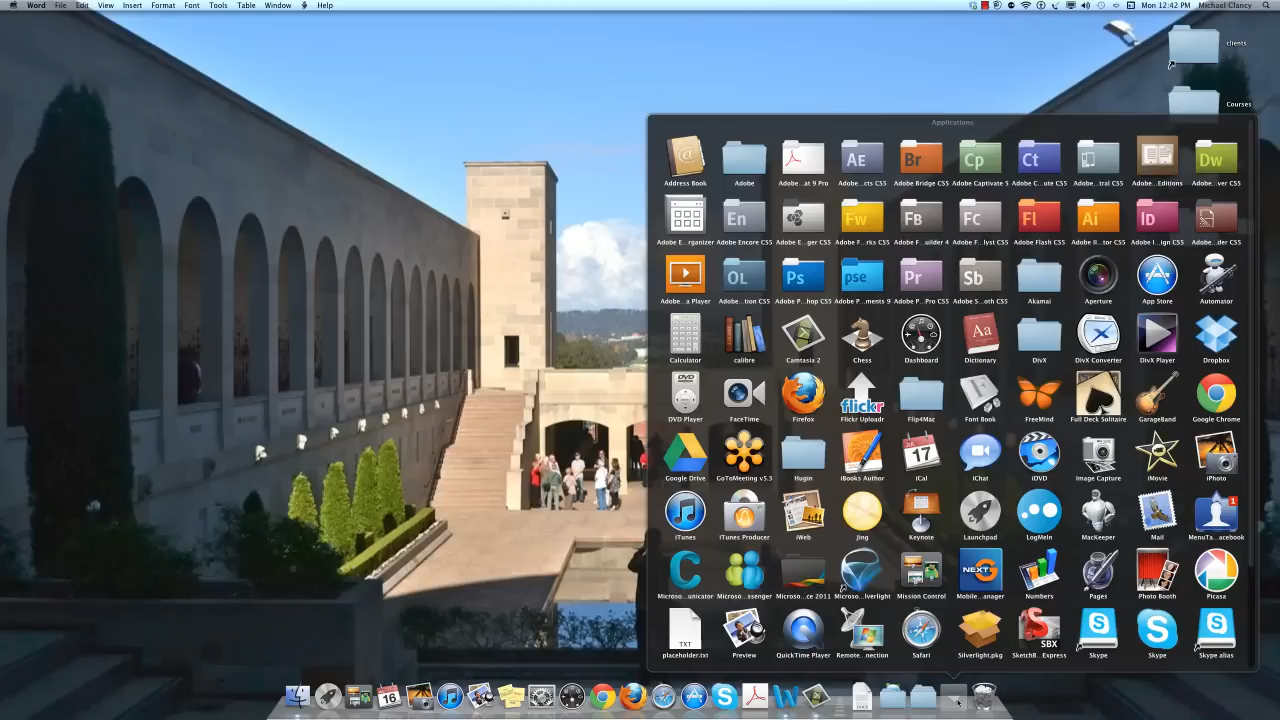 Word File Edit View Insert Format Font Tools Table Window Help Mon 12:42 PM Michael Clancy
clients
Courses
Applications
Address Book Adobe Adobe...at 9 Pro Adobe...cts CS5 Adobe Bridge CS5 Adobe Captivate 5 Adobe C...ute CS5 Adobe...tral CS5 Adobe...Editions Adobe...ver CS5
Adobe E...rganizer Adobe Encore CS5 Adobe E...ger CS5 Adobe F...rks CS5 Adobe F...uilder 4 Adobe F...lyst CS5 Adobe Flash CS5 Adobe Il...tor CS5 Adobe I...ign CS5 Adobe...der CS5
Adobe...a Player Adobe...tion CS5 Adobe P...hop CS5 Adobe P...ments 9 Adobe P...Pro CS5 Adobe S...oth CS5 Akamai Aperture App Store Automator
Calculator calibre Camtasia 2 Chess Dashboard Dictionary DivX DivX Converter DivX Player Dropbox
DVD Player FaceTime Firefox Flickr Uploadr Flip4Mac Font Book FreeMind Full Deck Solitaire GarageBand Google Chrome
Google Drive GoToMeeting v5.3 Hugin iBooks Author iCal iChat iDVD Image Capture iMovie iPhoto
iTunes iTunes Producer iWeb Jing Keynote Launchpad LogMeIn MacKeeper Mail MenuTa...acebook
Microso...unicator Microso...ssenger Microso...ce 2011 Microso...lverlight Mission Control Mobile...anager Numbers Pages Photo Booth Picasa
placeholder.txt Preview QuickTime Player Remote...nection Safari Silverlight.pkg SketchB...Express Skype Skype Skype alias